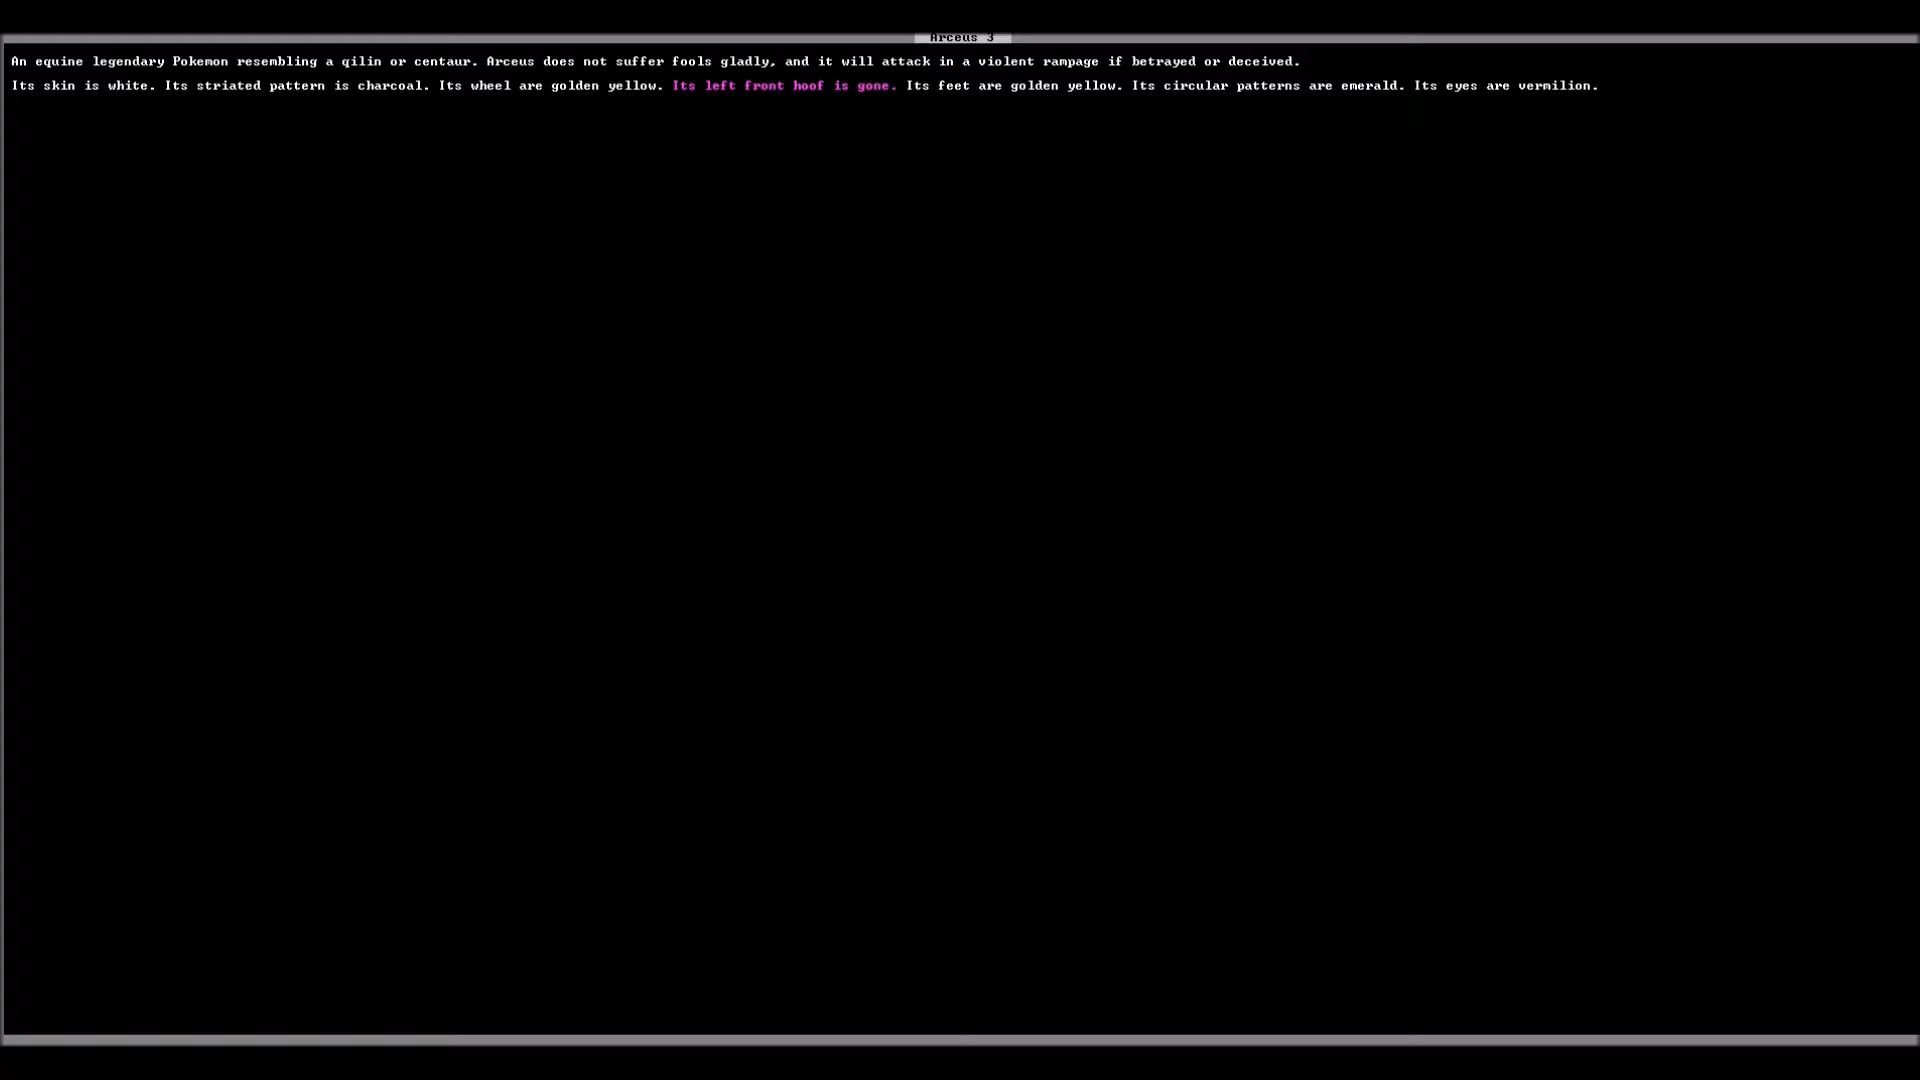 Arceus 3
An equine legendary Pokemon resembling a qilin or centaur. Arceus does not suffer fools gladly, and it will attack in a violent rampage if betrayed or deceived.
Its skin is white. Its striated pattern is charcoal. Its wheel are golden yellow. Its left front hoof is gone. Its feet are golden yellow. Its circular patterns are emerald. Its eyes are vermilion.